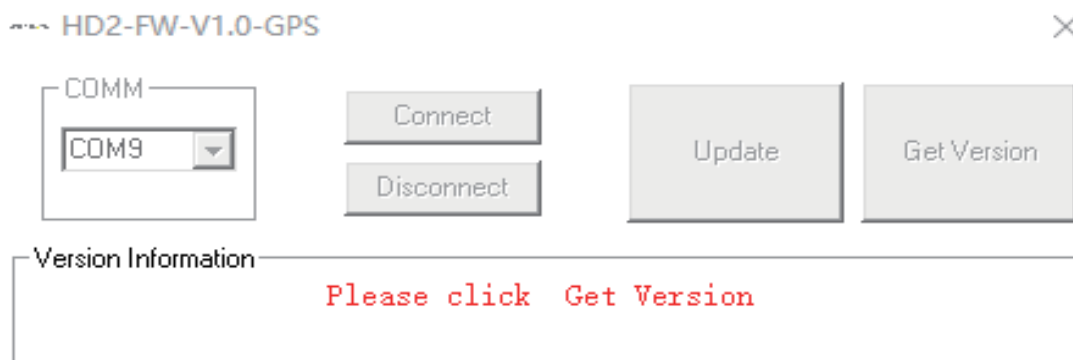 HD2-FW-V1.0-GPS
COMM
COM9
Connect
Disconnect
Update
Get Version
Version Information
Please click Get Version